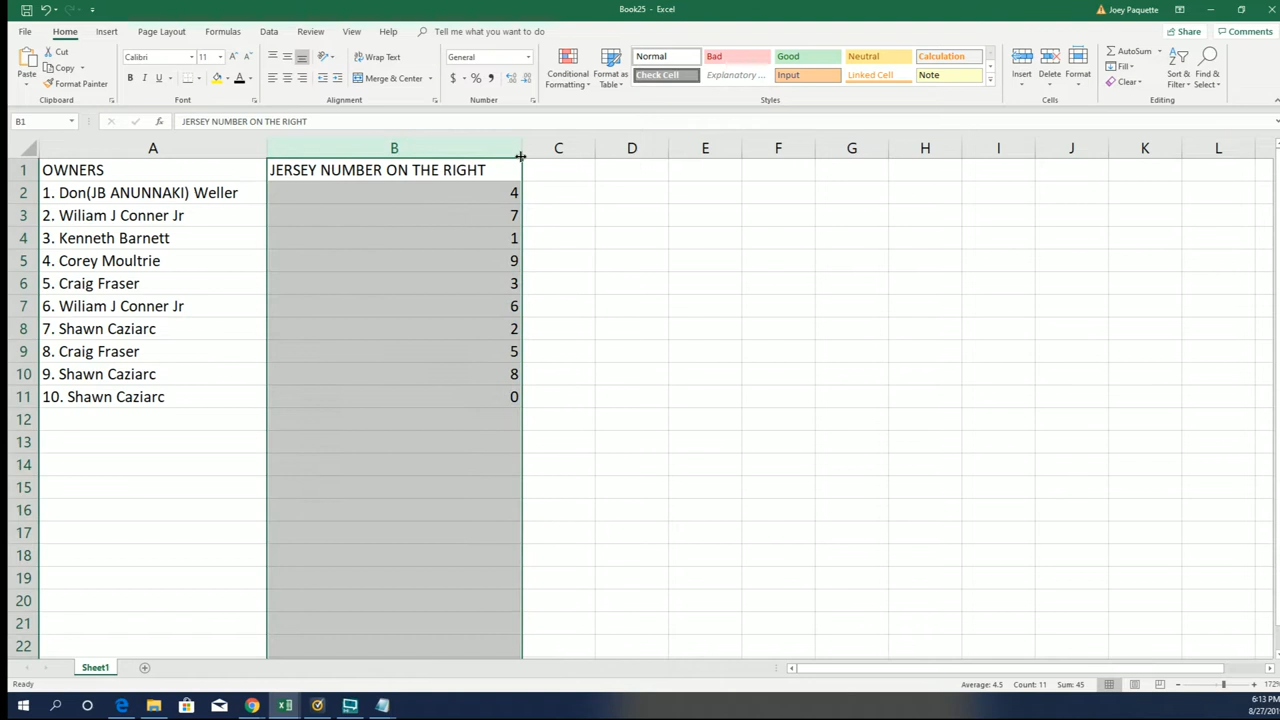 Book25 - Excel
Joey Paquette
File Home Insert Page Layout Formulas Data Review View Help Tell me what you want to do Share Comments
Paste Cut Copy Format Painter Clipboard
Calibri 11 B I U A Font
Wrap Text Merge & Center Alignment
General $ % , Number
Conditional Formatting Format as Table
Normal Bad Good Neutral Calculation
Check Cell Explanatory ... Input Linked Cell Note
Styles
Insert Delete Format Cells
AutoSum Fill Clear Sort & Filter Find & Select Editing
B1 fx JERSEY NUMBER ON THE RIGHT
A B C D E F G H I J K L
1 OWNERS JERSEY NUMBER ON THE RIGHT
2 1. Don(JB ANUNNAKI) Weller 4
3 2. Wiliam J Conner Jr 7
4 3. Kenneth Barnett 1
5 4. Corey Moultrie 9
6 5. Craig Fraser 3
7 6. Wiliam J Conner Jr 6
8 7. Shawn Caziarc 2
9 8. Craig Fraser 5
10 9. Shawn Caziarc 8
11 10. Shawn Caziarc 0
12
13
14
15
16
17
18
19
20
21
22
Sheet1
Ready Average: 4.5 Count: 11 Sum: 45
6:13 PM